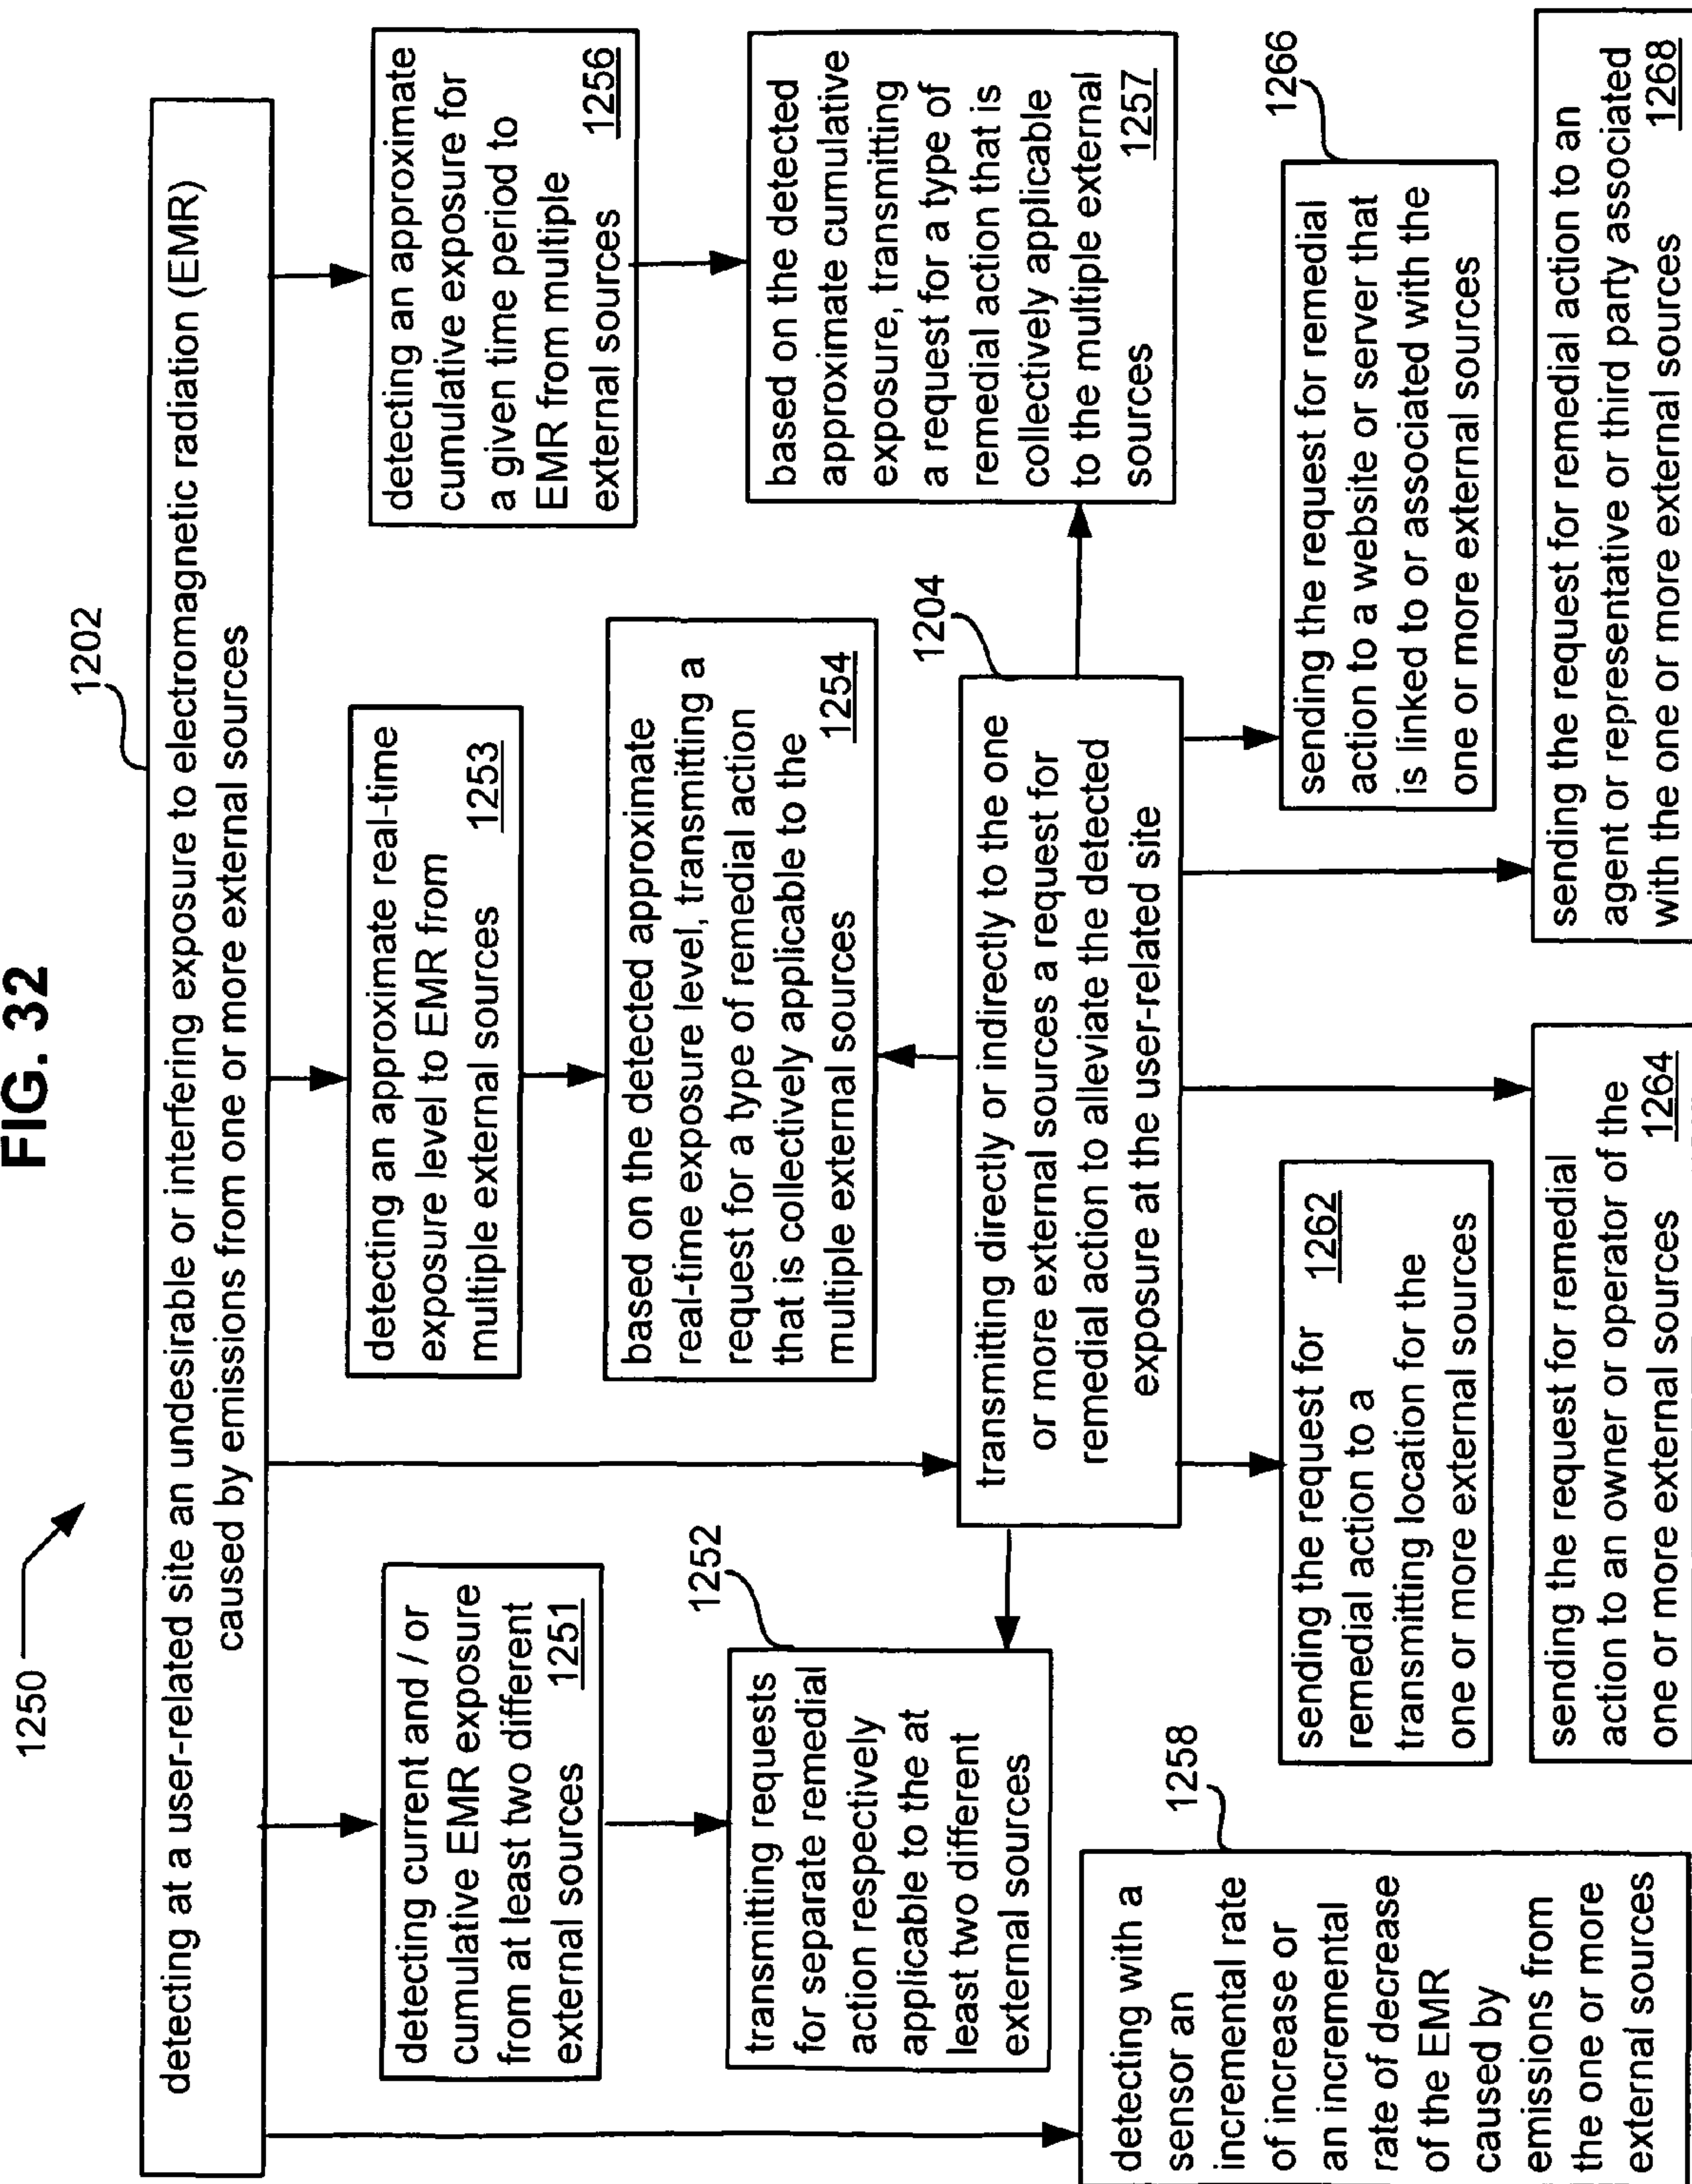 FIG. 32
1250
1202
detecting at a user-related site an undesirable or interfering exposure to electromagnetic radiation (EMR)
caused by emissions from one or more external sources
detecting current and / or
cumulative EMR exposure
from at least two different
external sources 1251
detecting an approximate real-time
exposure level to EMR from
multiple external sources 1253
detecting an approximate
cumulative exposure for
a given time period to
EMR from multiple
external sources 1256
1252
transmitting requests
for separate remedial
action respectively
applicable to the at
least two different
external sources
based on the detected approximate
real-time exposure level, transmitting a
request for a type of remedial action
that is collectively applicable to the
multiple external sources 1254
based on the detected
approximate cumulative
exposure, transmitting
a request for a type of
remedial action that is
collectively applicable
to the multiple external
sources 1257
1204
transmitting directly or indirectly to the one
or more external sources a request for
remedial action to alleviate the detected
exposure at the user-related site
1258
detecting with a
sensor an
incremental rate
of increase or
an incremental
rate of decrease
of the EMR
caused by
emissions from
the one or more
external sources
sending the request for 1262
remedial action to a
transmitting location for the
one or more external sources
1266
sending the request for remedial
action to a website or server that
is linked to or associated with the
one or more external sources
sending the request for remedial
action to an owner or operator of the
one or more external sources 1264
sending the request for remedial action to an
agent or representative or third party associated
with the one or more external sources 1268